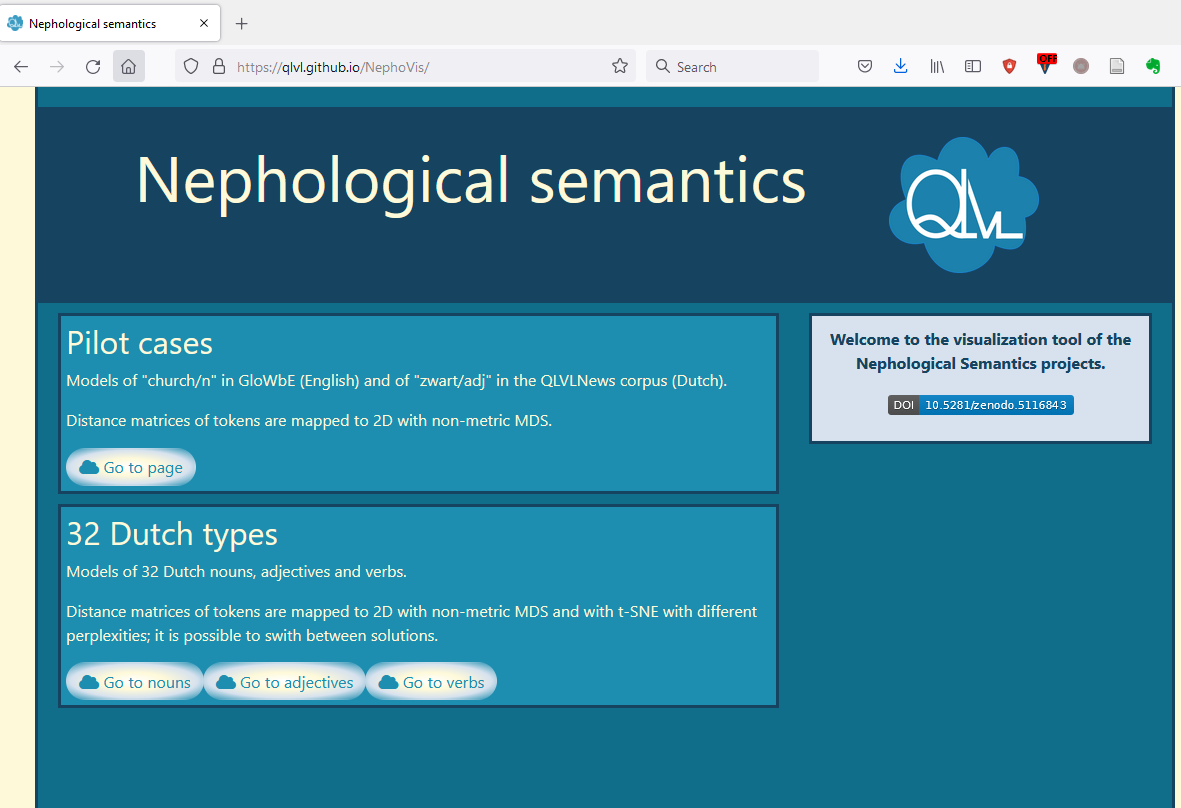 Nephological semantics
https://qlvl.github.io/NephoVis/
Search
OFF
Nephological semantics
QLVL
Pilot cases
Models of "church/n" in GloWbE (English) and of "zwart/adj" in the QLVLNews corpus (Dutch).
Distance matrices of tokens are mapped to 2D with non-metric MDS.
Go to page
32 Dutch types
Models of 32 Dutch nouns, adjectives and verbs.
Distance matrices of tokens are mapped to 2D with non-metric MDS and with t-SNE with different
perplexities; it is possible to swith between solutions.
Go to nouns
Go to adjectives
Go to verbs
Welcome to the visualization tool of the
Nephological Semantics projects.
DOI 10.5281/zenodo.5116843